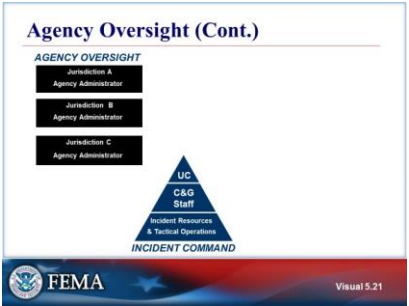 Agency Oversight (Cont.)
AGENCY OVERSIGHT
Jurisdiction A
Agency Administrator
Jurisdiction B
Agency Administrator
Jurisdiction C
Agency Administrator
UC
C&G
Staff
Incident Resources
& Tactical Operations
INCIDENT COMMAND
FEMA
Visual 5.21